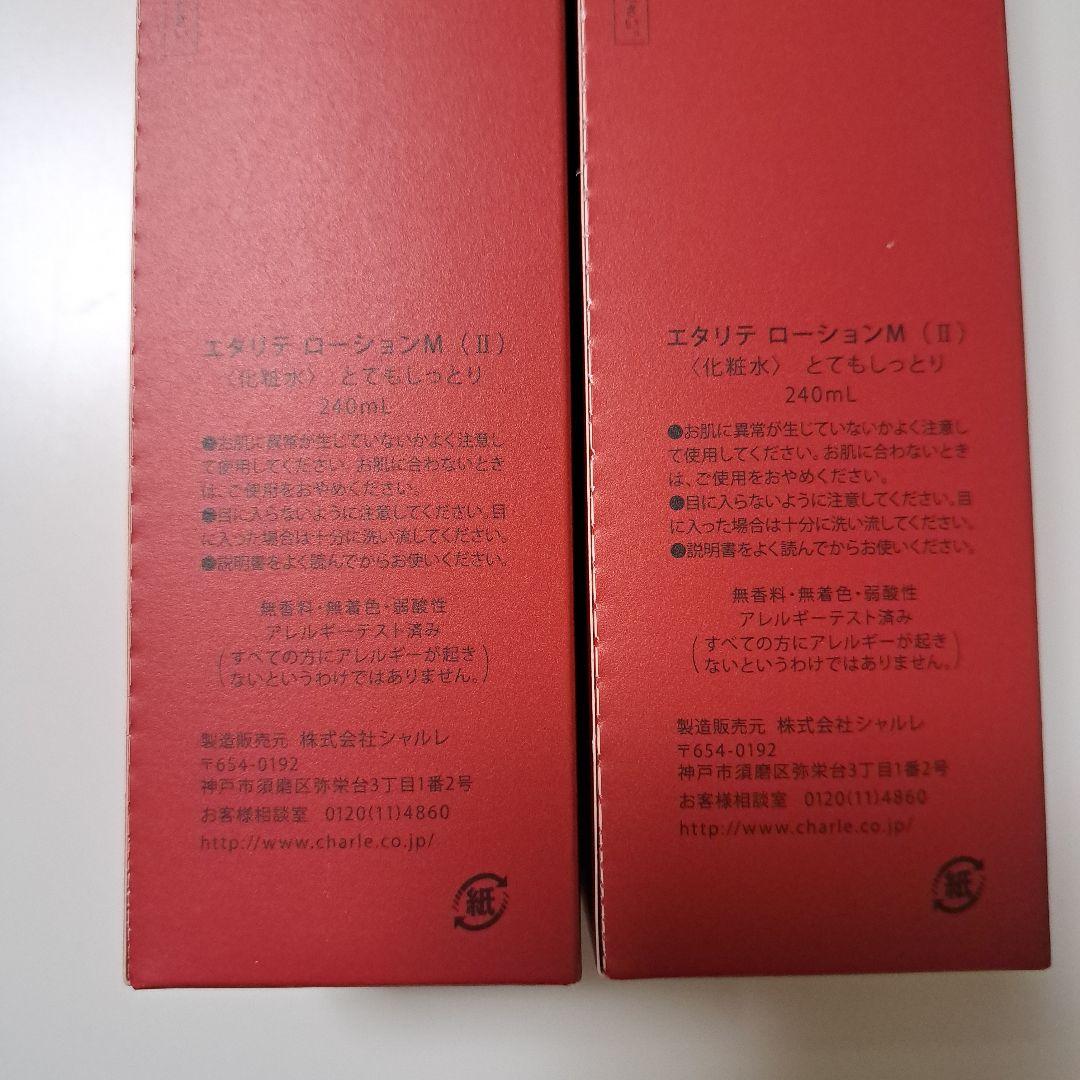 さい。
エタリテ ローションM（Ⅱ）
〈化粧水〉 とてもしっとり
240mL
●お肌に異常が生じていないかよく注意し
て使用してください。お肌に合わないとき
は、ご使用をおやめください。
●目に入らないように注意してください。目
に入った場合は十分に洗い流してください。
●説明書をよく読んでからお使いください。
無香料・無着色・弱酸性
アレルギーテスト済み
(すべての方にアレルギーが起き
ないというわけではありません。)
製造販売元 株式会社シャルレ
〒654-0192
神戸市須磨区弥栄台3丁目1番2号
お客様相談室 0120(11)4860
http://www.charle.co.jp/
紙
さい。
エタリテ ローションM（Ⅱ）
〈化粧水〉 とてもしっとり
240mL
●お肌に異常が生じていないかよく注意し
て使用してください。お肌に合わないとき
は、ご使用をおやめください。
●目に入らないように注意してください。目
に入った場合は十分に洗い流してください。
●説明書をよく読んでからお使いください。
無香料・無着色・弱酸性
アレルギーテスト済み
(すべての方にアレルギーが起き
ないというわけではありません。)
製造販売元 株式会社シャルレ
〒654-0192
神戸市須磨区弥栄台3丁目1番2号
お客様相談室 0120(11)4860
http://www.charle.co.jp/
紙